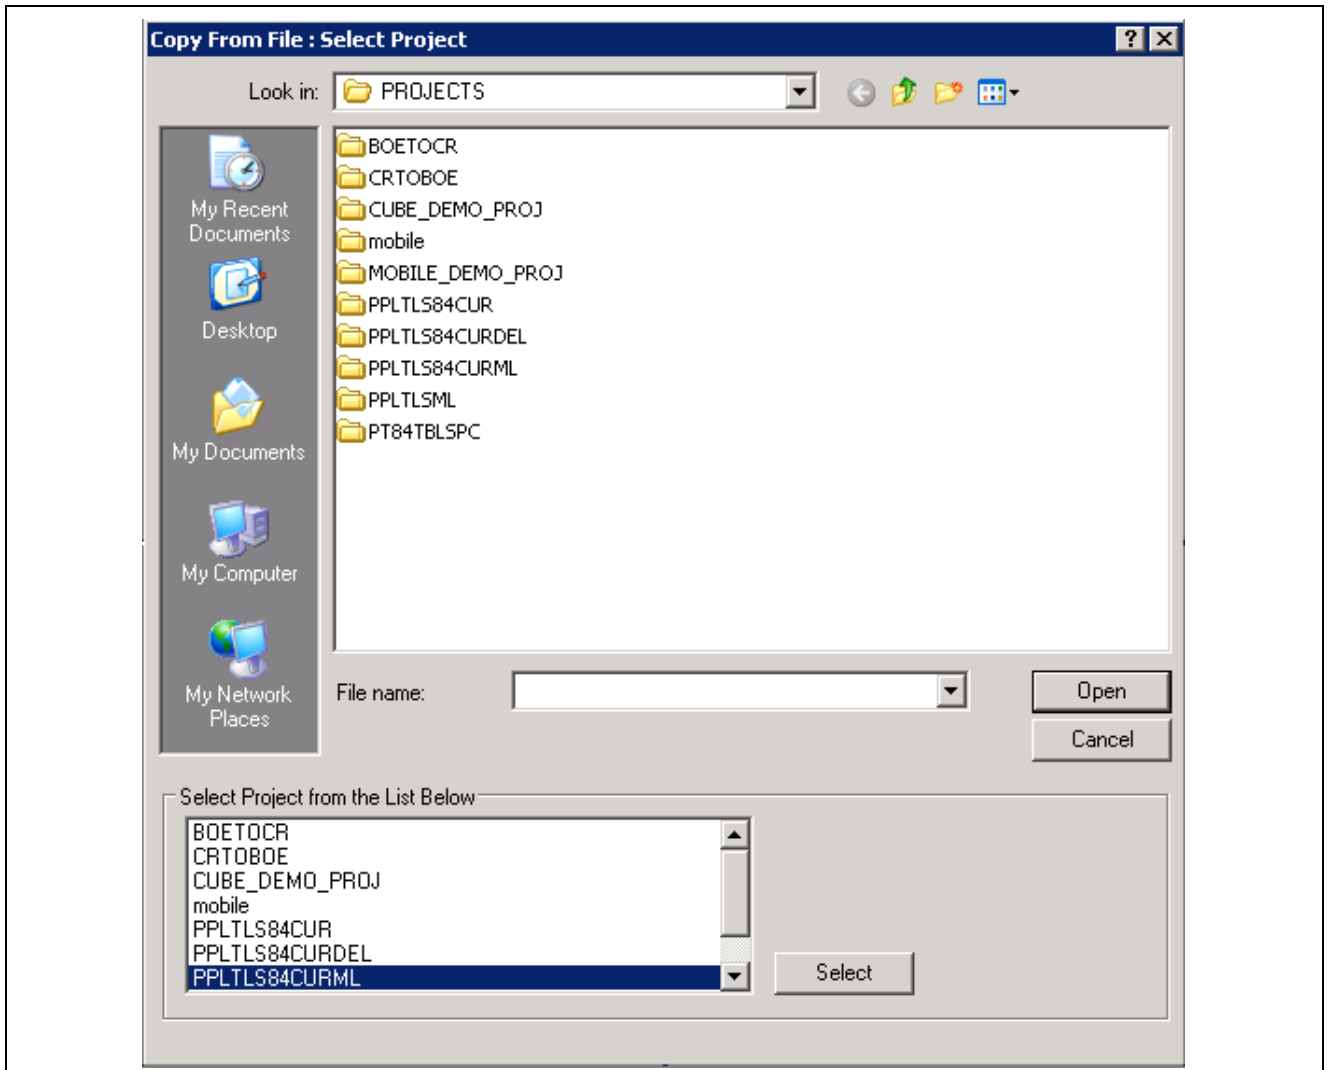 Copy From File : Select Project
Look in:
PROJECTS
My Recent
Documents
Desktop
My Documents
My Computer
My Network
Places
BOETOCR
CRTOBOE
CUBE_DEMO_PROJ
mobile
MOBILE_DEMO_PROJ
PPLTLS84CUR
PPLTLS84CURDEL
PPLTLS84CURML
PPLTLSML
PT84TBLSPC
File name:
Open
Cancel
Select Project from the List Below
BOETOCR
CRTOBOE
CUBE_DEMO_PROJ
mobile
PPLTLS84CUR
PPLTLS84CURDEL
PPLTLS84CURML
Select